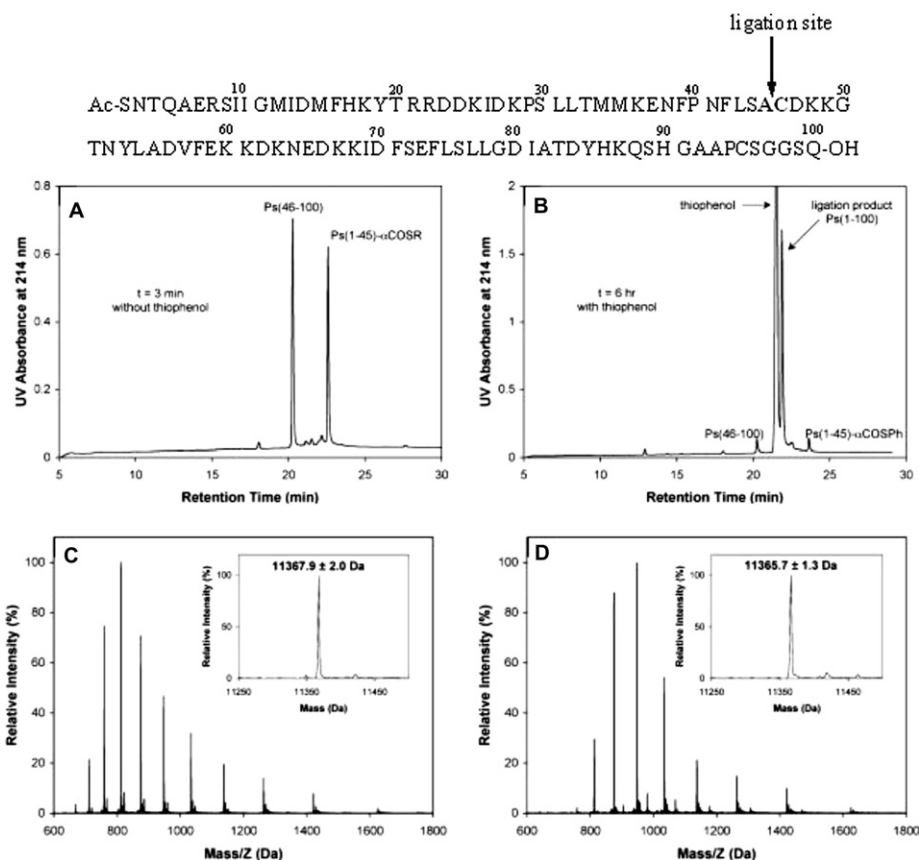 ligation site
10 20 30 40 50
Ac-SNTQAERSII GMIDMFHKYT RRDDKIDKPS LLTMMKENFP NFLSACDKKG
60 70 80 90 100
TNYLADVFEK KDKNEDKKID FSEFLSLLGD IATDYHKQSH GAAPCSGGSQ-OH
A
Ps(46-100)
Ps(1-45)-αCOSR
t = 3 min
without thiophenol
UV Absorbance at 214 nm
0.8
0.6
0.4
0.2
0
5 10 15 20 25 30
Retention Time (min)
B
thiophenol
ligation product
Ps(1-100)
t = 6 hr
with thiophenol
Ps(46-100)
Ps(1-45)-αCOSPh
UV Absorbance at 214 nm
2
1.5
1
0.5
0
5 10 15 20 25 30
Retention Time (min)
C
11367.9 ± 2.0 Da
Relative Intensity (%)
100
50
0
11250 11350 11450
Mass (Da)
Relative Intensity (%)
100
80
60
40
20
0
600 800 1000 1200 1400 1600 1800
Mass/Z (Da)
D
11365.7 ± 1.3 Da
Relative Intensity (%)
100
50
0
11250 11350 11450
Mass (Da)
Relative Intensity (%)
100
80
60
40
20
0
600 800 1000 1200 1400 1600 1800
Mass/Z (Da)